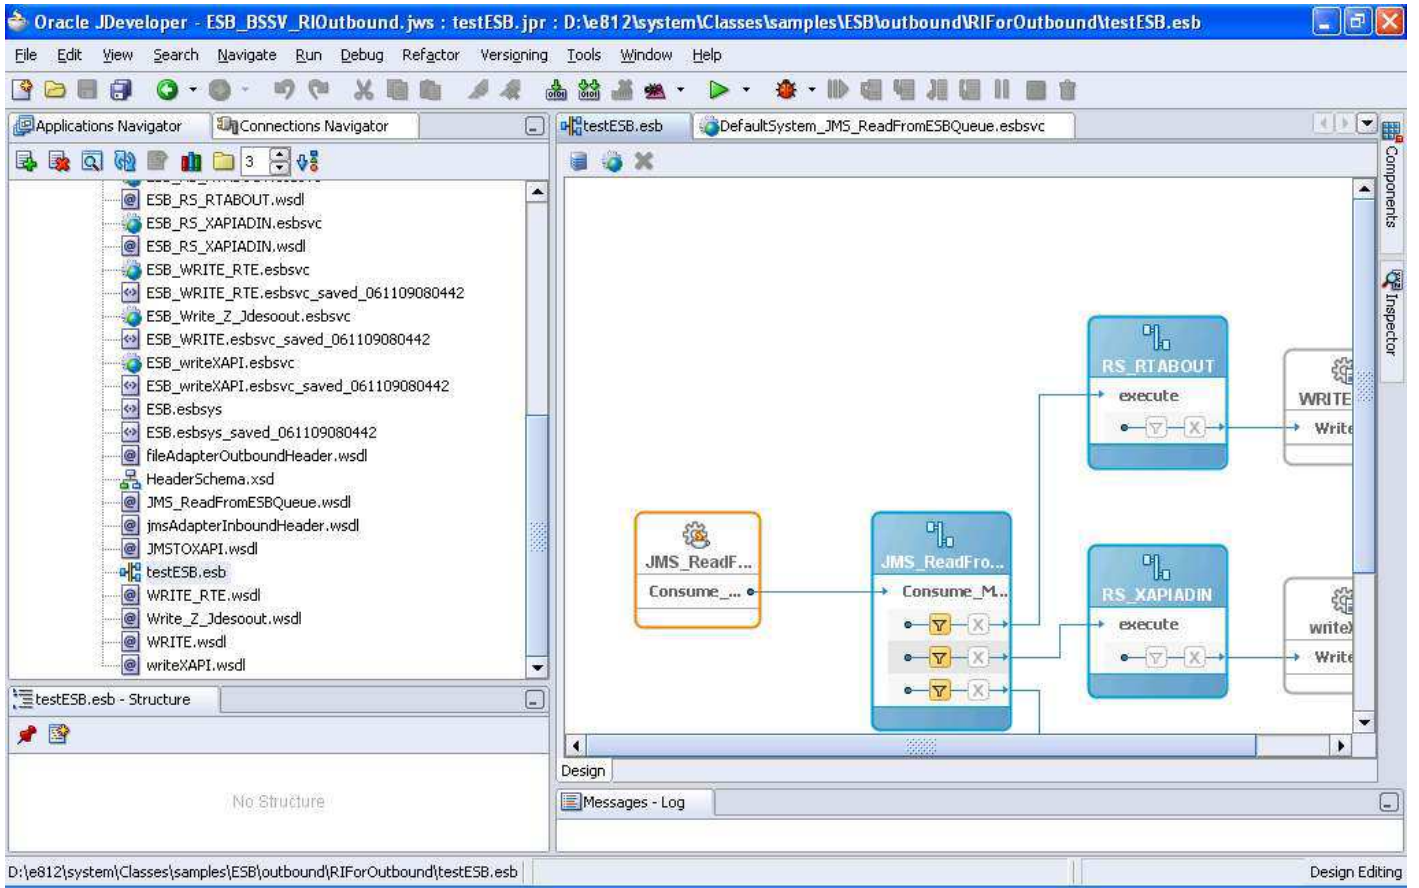 Oracle JDeveloper - ESB_BSSV_RIOutbound.jws : testESB.jpr : D:\e812\system\Classes\samples\ESB\outbound\RIForOutbound\testESB.esb
File Edit View Search Navigate Run Debug Refactor Versioning Tools Window Help
Applications Navigator Connections Navigator
3
ESB_RS_RTABOUT.wsdl
ESB_RS_XAPIADIN.esbsvc
ESB_RS_XAPIADIN.wsdl
ESB_WRITE_RTE.esbsvc
ESB_WRITE_RTE.esbsvc_saved_061109080442
ESB_Write_Z_Jdesoout.esbsvc
ESB_WRITE.esbsvc_saved_061109080442
ESB_writeXAPI.esbsvc
ESB_writeXAPI.esbsvc_saved_061109080442
ESB.esbsys
ESB.esbsys_saved_061109080442
fileAdapterOutboundHeader.wsdl
HeaderSchema.xsd
JMS_ReadFromESBQueue.wsdl
jmsAdapterInboundHeader.wsdl
JMSTOXAPI.wsdl
testESB.esb
WRITE_RTE.wsdl
Write_Z_Jdesoout.wsdl
WRITE.wsdl
writeXAPI.wsdl
testESB.esb - Structure
No Structure
testESB.esb DefaultSystem_JMS_ReadFromESBQueue.esbsvc
JMS_ReadF...
Consume_...
JMS_ReadFro...
Consume_M...
RS_RTABOUT
execute
WRITE
Write
RS_XAPIADIN
execute
write
Write
Design
Messages - Log
Components
Inspector
D:\e812\system\Classes\samples\ESB\outbound\RIForOutbound\testESB.esb
Design Editing